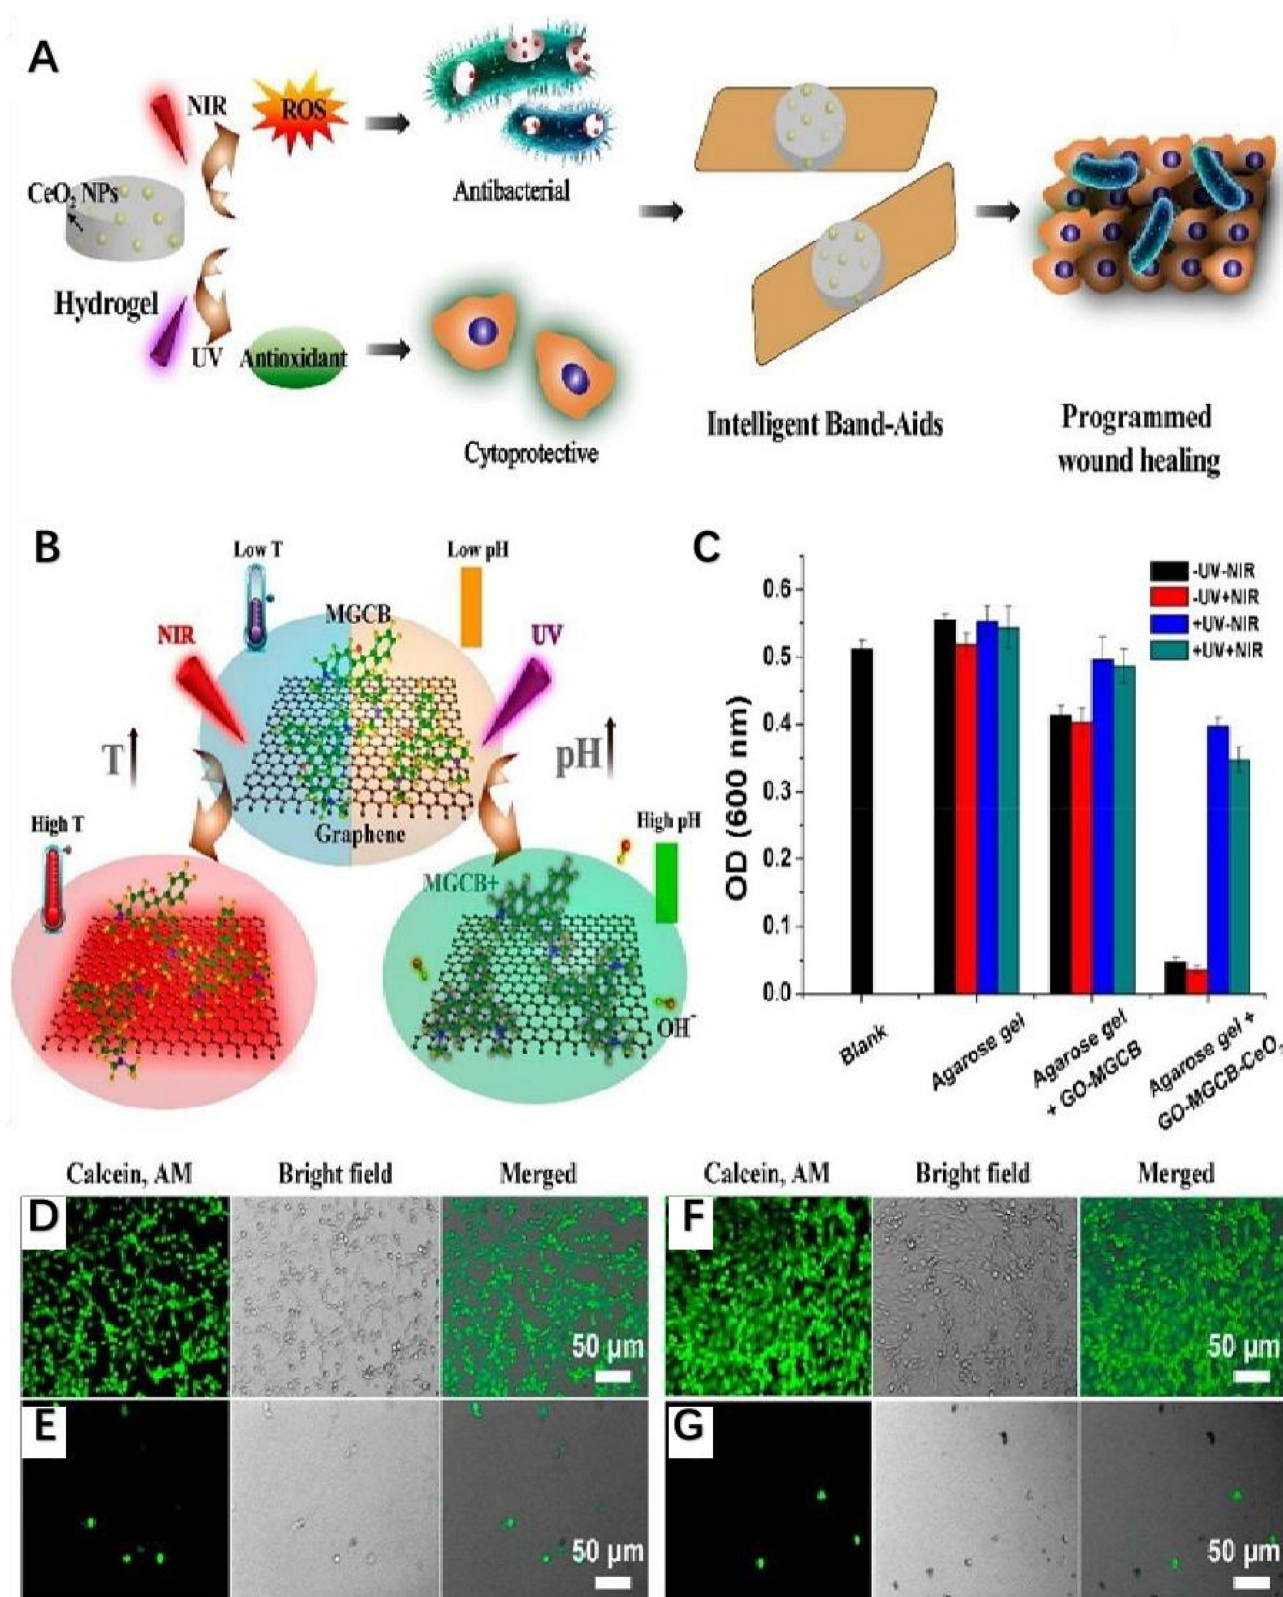 A
NIR
ROS
CeO2 NPs
Antibacterial
Hydrogel
UV
Antioxidant
Cytoprotective
Intelligent Band-Aids
Programmed
wound healing
B
Low T
Low pH
MGCB
NIR
UV
T
pH
Graphene
High T
High pH
MGCB+
OH-
C
OD (600 nm)
0.6
0.5
0.4
0.3
0.2
0.1
0.0
-UV-NIR
-UV+NIR
+UV-NIR
+UV+NIR
Blank
Agarose gel
Agarose gel
+ GO-MGCB
Agarose gel +
GO-MGCB-CeO2
Calcein, AM
Bright field
Merged
Calcein, AM
Bright field
Merged
D
50 µm
F
50 µm
E
50 µm
G
50 µm